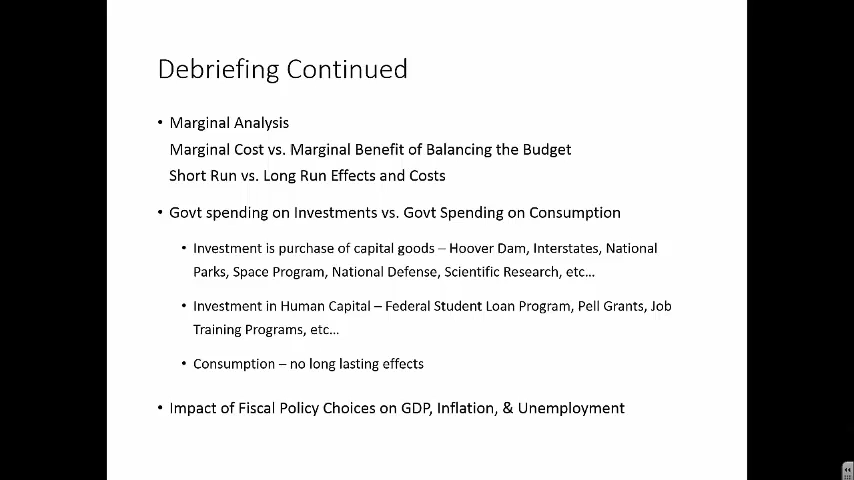 Debriefing Continued
• Marginal Analysis
Marginal Cost vs. Marginal Benefit of Balancing the Budget
Short Run vs. Long Run Effects and Costs
• Govt spending on Investments vs. Govt Spending on Consumption
• Investment is purchase of capital goods – Hoover Dam, Interstates, National
Parks, Space Program, National Defense, Scientific Research, etc…
• Investment in Human Capital – Federal Student Loan Program, Pell Grants, Job
Training Programs, etc…
• Consumption – no long lasting effects
• Impact of Fiscal Policy Choices on GDP, Inflation, & Unemployment